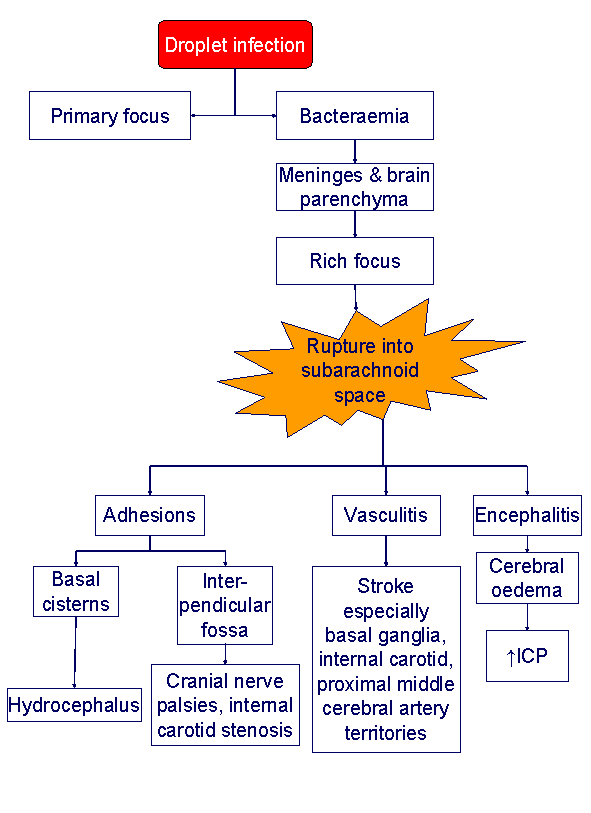 Droplet infection
Primary focus
Bacteraemia
Meninges & brain
parenchyma
Rich focus
Rupture into
subarachnoid
space
Adhesions
Vasculitis
Encephalitis
Basal
cisterns
Inter-
pendicular
fossa
Stroke
especially
basal ganglia,
internal carotid,
proximal middle
cerebral artery
territories
Cerebral
oedema
↑ICP
Hydrocephalus
Cranial nerve
palsies, internal
carotid stenosis